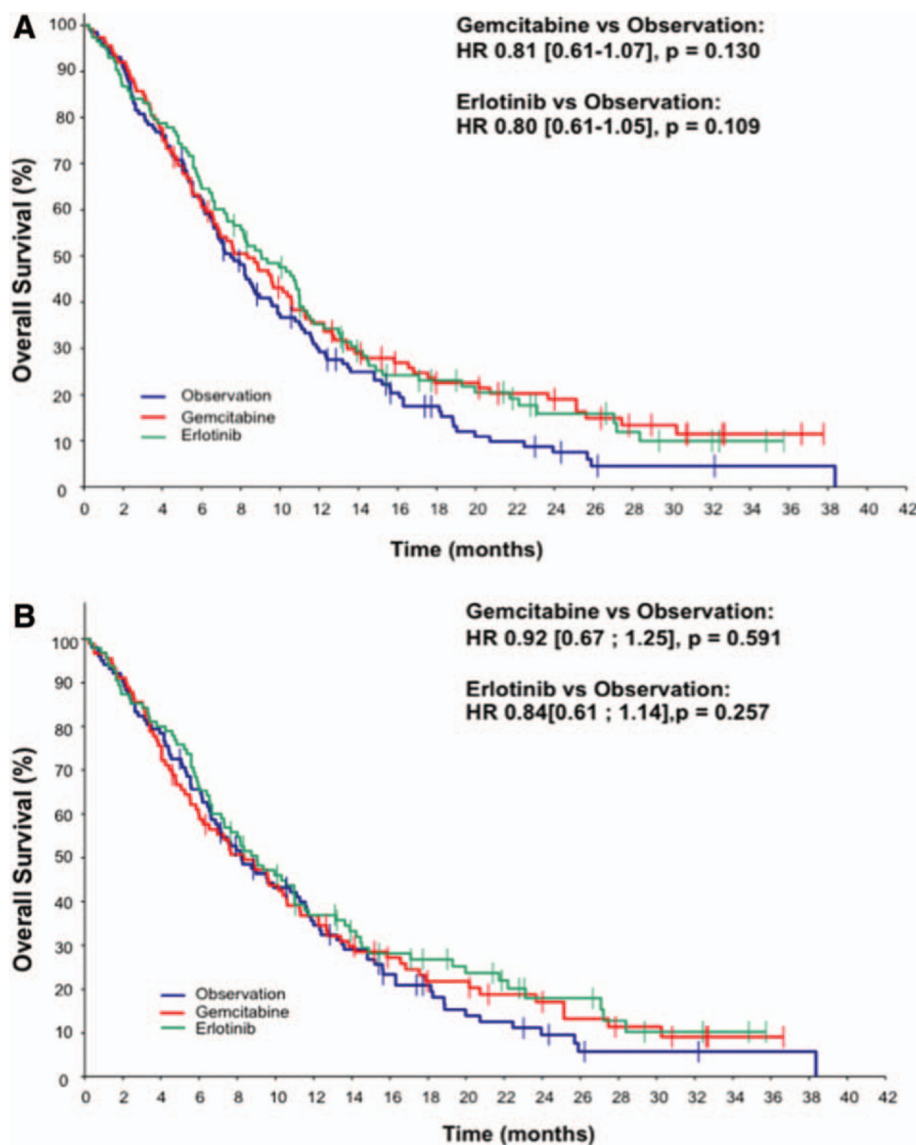 A
Gemcitabine vs Observation:
HR 0.81 [0.61-1.07], p = 0.130
Erlotinib vs Observation:
HR 0.80 [0.61-1.05], p = 0.109
Overall Survival (%)
100
90
80
70
60
50
40
30
20
10
0
Observation
Gemcitabine
Erlotinib
0 2 4 6 8 10 12 14 16 18 20 22 24 26 28 30 32 34 36 38 40 42
Time (months)
B
Gemcitabine vs Observation:
HR 0.92 [0.67 ; 1.25], p = 0.591
Erlotinib vs Observation:
HR 0.84[0.61 ; 1.14],p = 0.257
Overall Survival (%)
100
90
80
70
60
50
40
30
20
10
0
Observation
Gemcitabine
Erlotinib
0 2 4 6 8 10 12 14 16 18 20 22 24 26 28 30 32 34 36 38 40 42
Time (months)